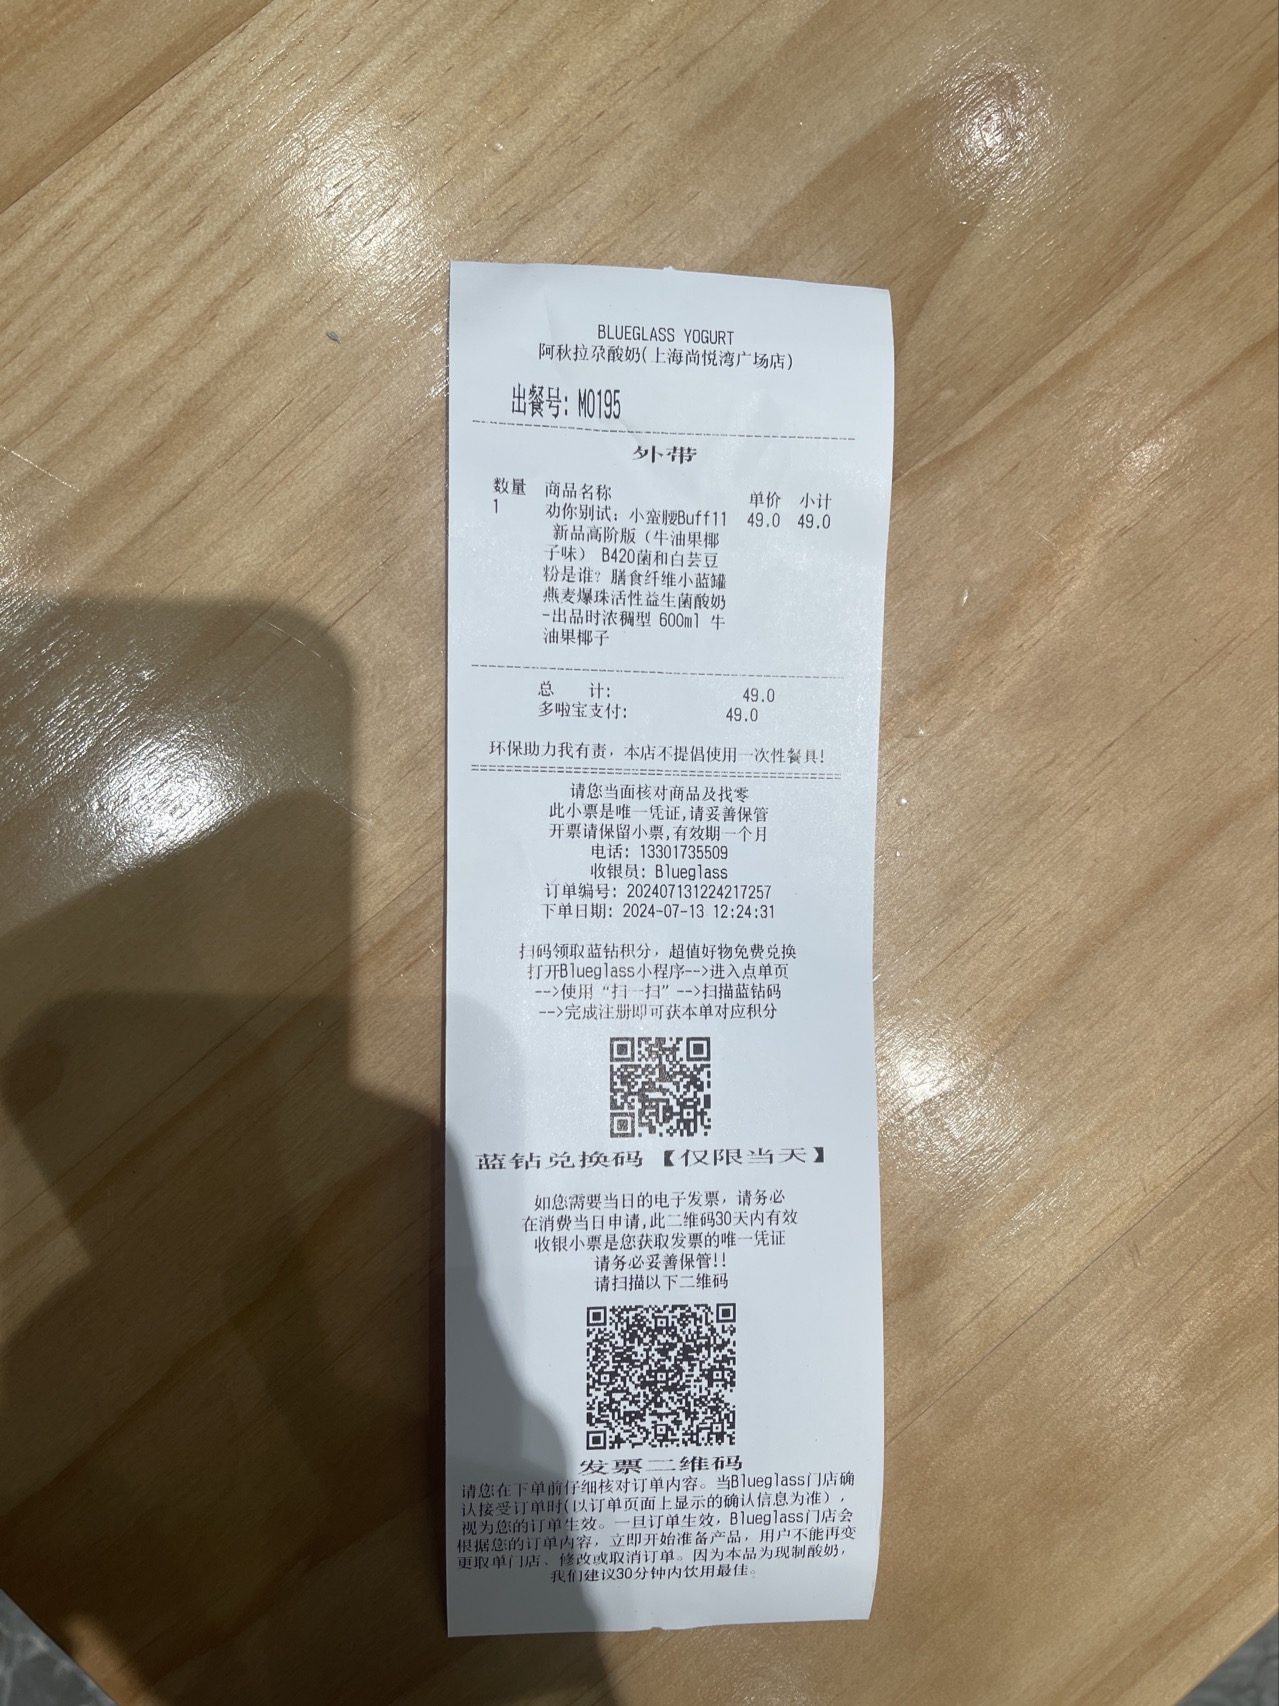 BLUEGLASS YOGURT
阿秋拉尕酸奶(上海尚悦湾广场店)
出餐号: M0195
外带
数量 商品名称 单价 小计
1 劝你别试; 小蛮腰Buff11 49.0 49.0
新品高阶版（牛油果椰
子味） B420菌和白芸豆
粉是谁? 膳食纤维小蓝罐
燕麦爆珠活性益生菌酸奶
-出品时浓稠型 600ml 牛
油果椰子
总 计: 49.0
多啦宝支付: 49.0
环保助力我有责，本店不提倡使用一次性餐具!
请您当面核对商品及找零
此小票是唯一凭证,请妥善保管
开票请保留小票,有效期一个月
电话: 13301735509
收银员: Blueglass
订单编号: 202407131224217257
下单日期: 2024-07-13 12:24:31
扫码领取蓝钻积分，超值好物免费兑换
打开Blueglass小程序-->进入点单页
-->使用“扫一扫”-->扫描蓝钻码
-->完成注册即可获本单对应积分
蓝钻兑换码【仅限当天】
如您需要当日的电子发票，请务必
在消费当日申请,此二维码30天内有效
收银小票是您获取发票的唯一凭证
请务必妥善保管!!
请扫描以下二维码
发票二维码
请您在下单前仔细核对订单内容。当Blueglass门店确
认接受订单时(以订单页面上显示的确认信息为准)，
视为您的订单生效。一旦订单生效，Blueglass门店会
根据您的订单内容，立即开始准备产品，用户不能再变
更取单门店、修改或取消订单。因为本品为现制酸奶，
我们建议30分钟内饮用最佳。